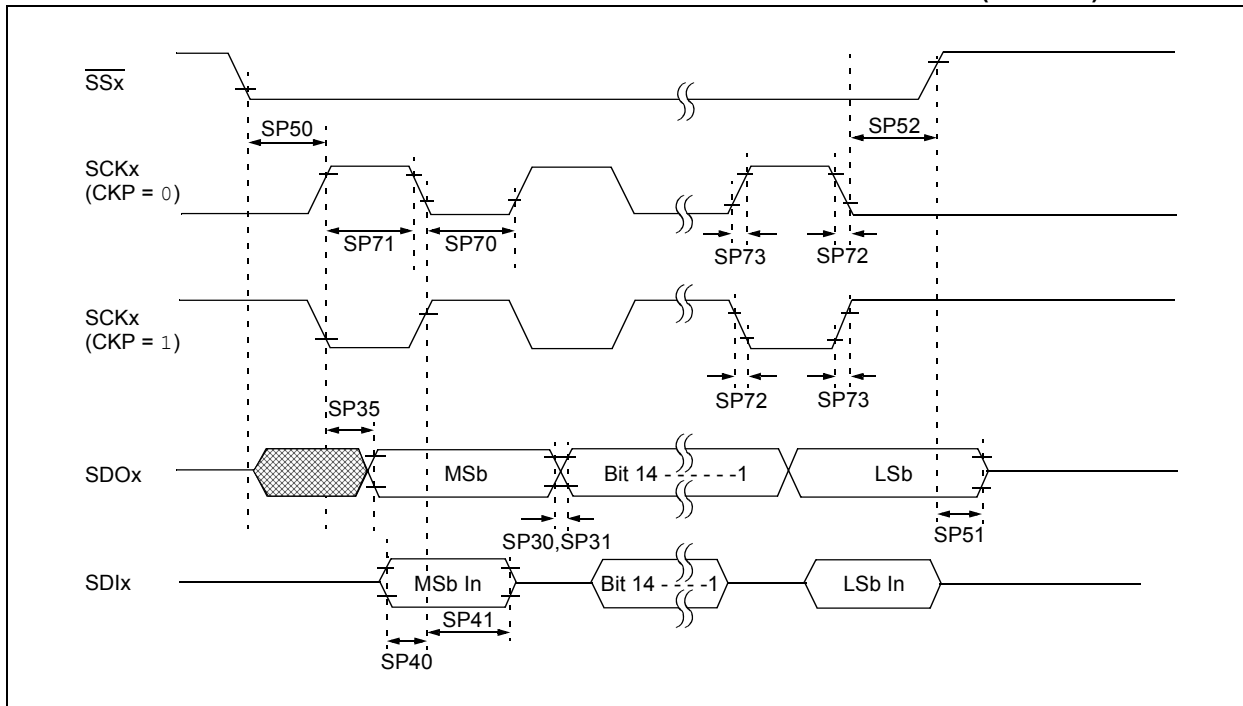 SSx
SP50
SP52
SCKx
(CKP = 0)
SP71
SP70
SP73
SP72
SCKx
(CKP = 1)
SP72
SP73
SP35
SDOx
MSb
Bit 14 - - - - - -1
LSb
SP30,SP31
SP51
SDIx
MSb In
Bit 14 - - - -1
LSb In
SP41
SP40